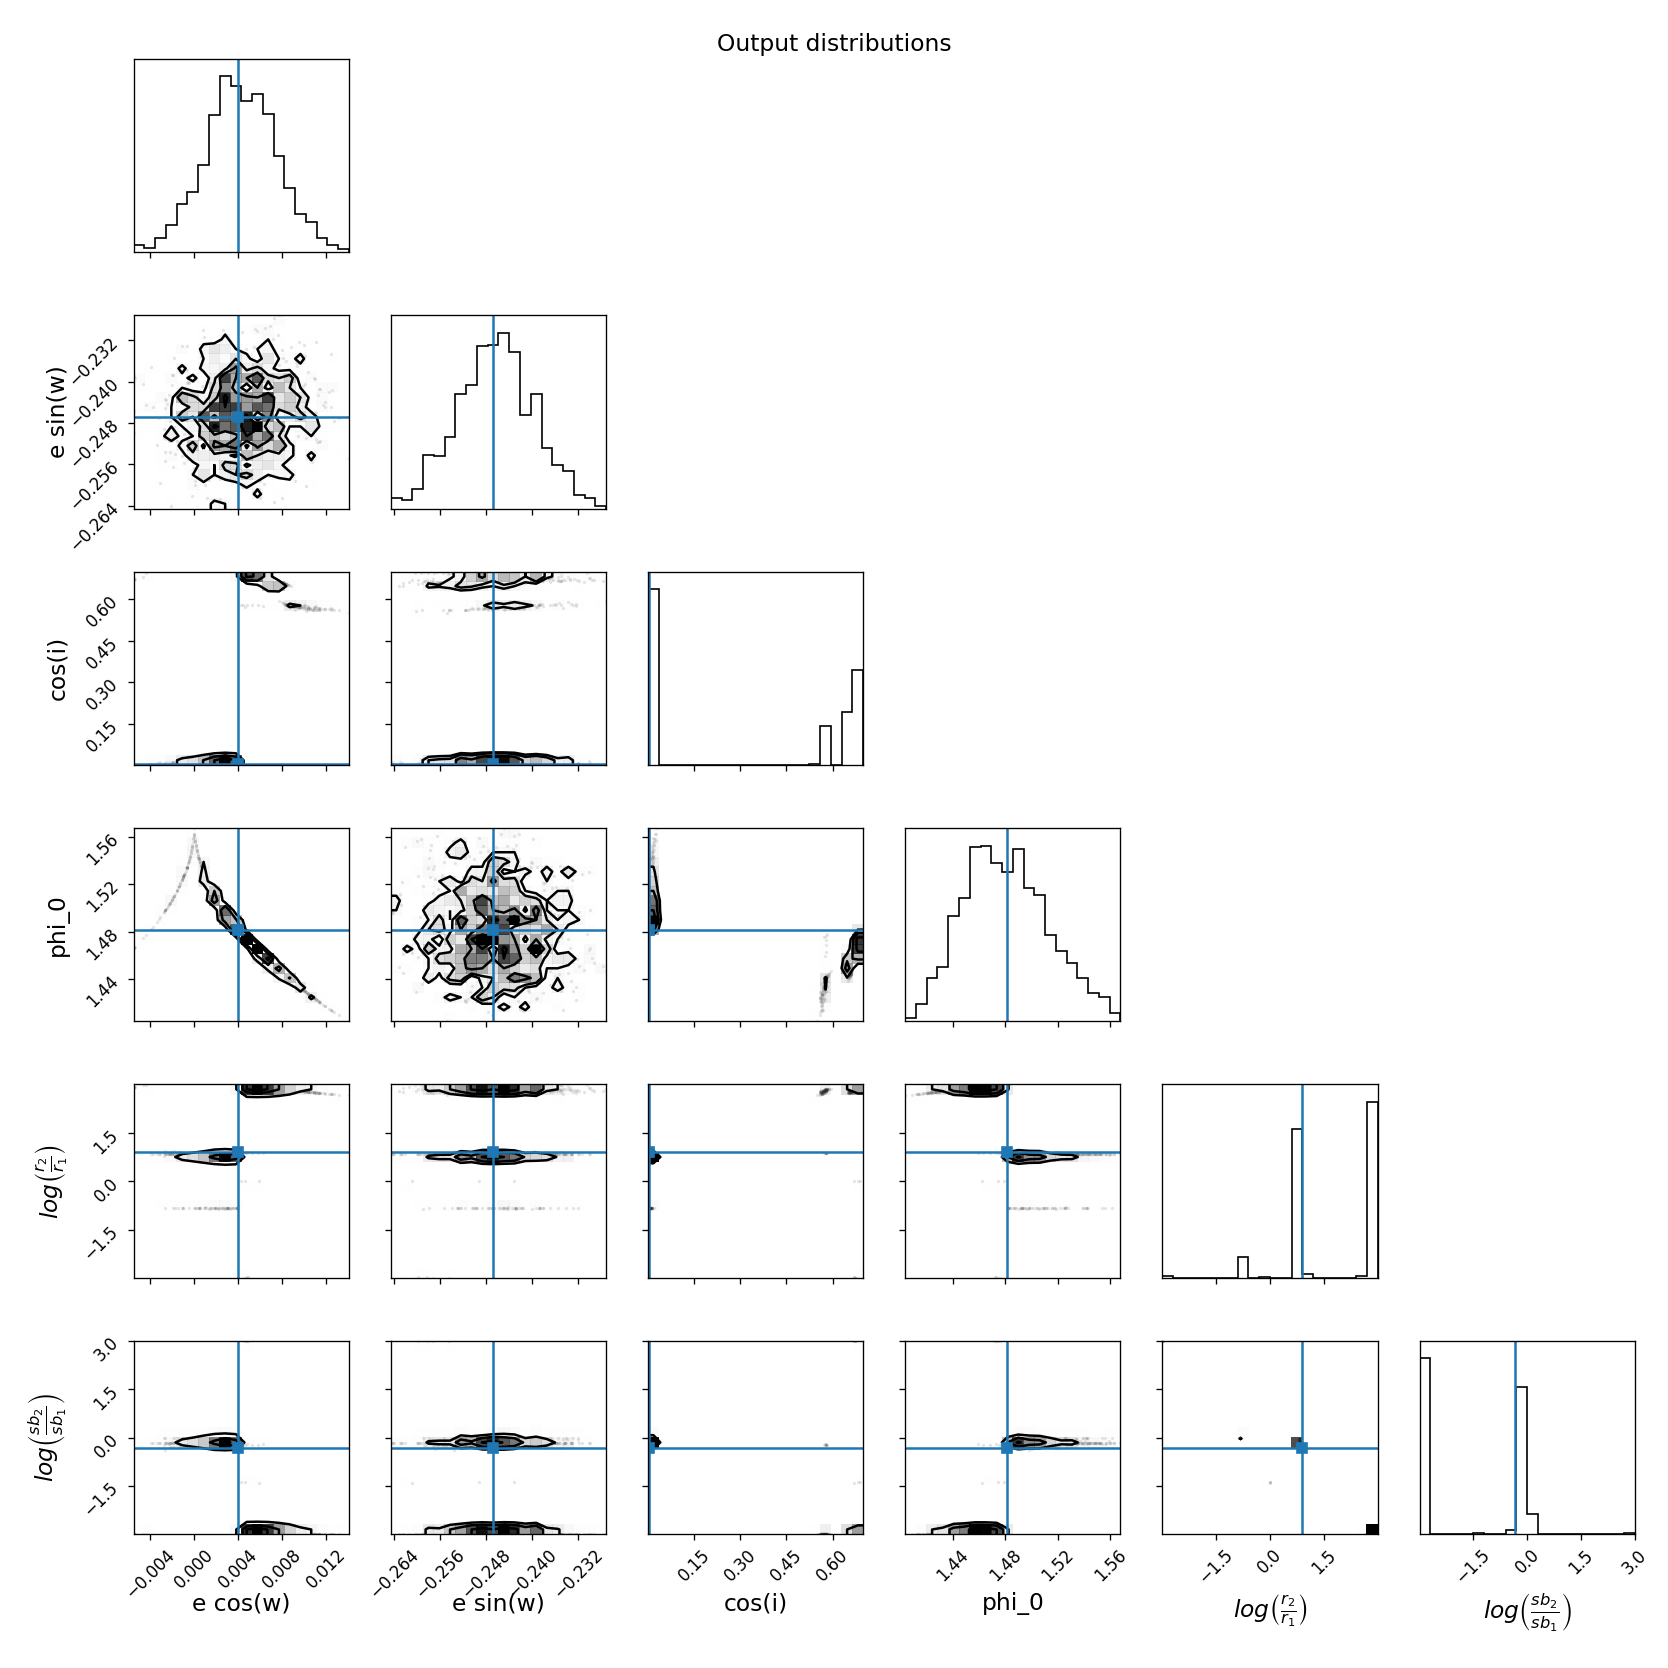 Output distributions
e sin(w)
−0.232
−0.240
−0.248
−0.256
−0.264
cos(i)
0.60
0.45
0.30
0.15
phi_0
1.56
1.52
1.48
1.44
log(r₂/r₁)
1.5
0.0
−1.5
log(sb₂/sb₁)
3.0
1.5
0.0
−1.5
−0.004 0.000 0.004 0.008 0.012 −0.264 −0.256 −0.248 −0.240 −0.232 0.15 0.30 0.45 0.60 1.44 1.48 1.52 1.56 −1.5 0.0 1.5 −1.5 0.0 1.5 3.0
e cos(w) e sin(w) cos(i) phi_0 log(r₂/r₁) log(sb₂/sb₁)